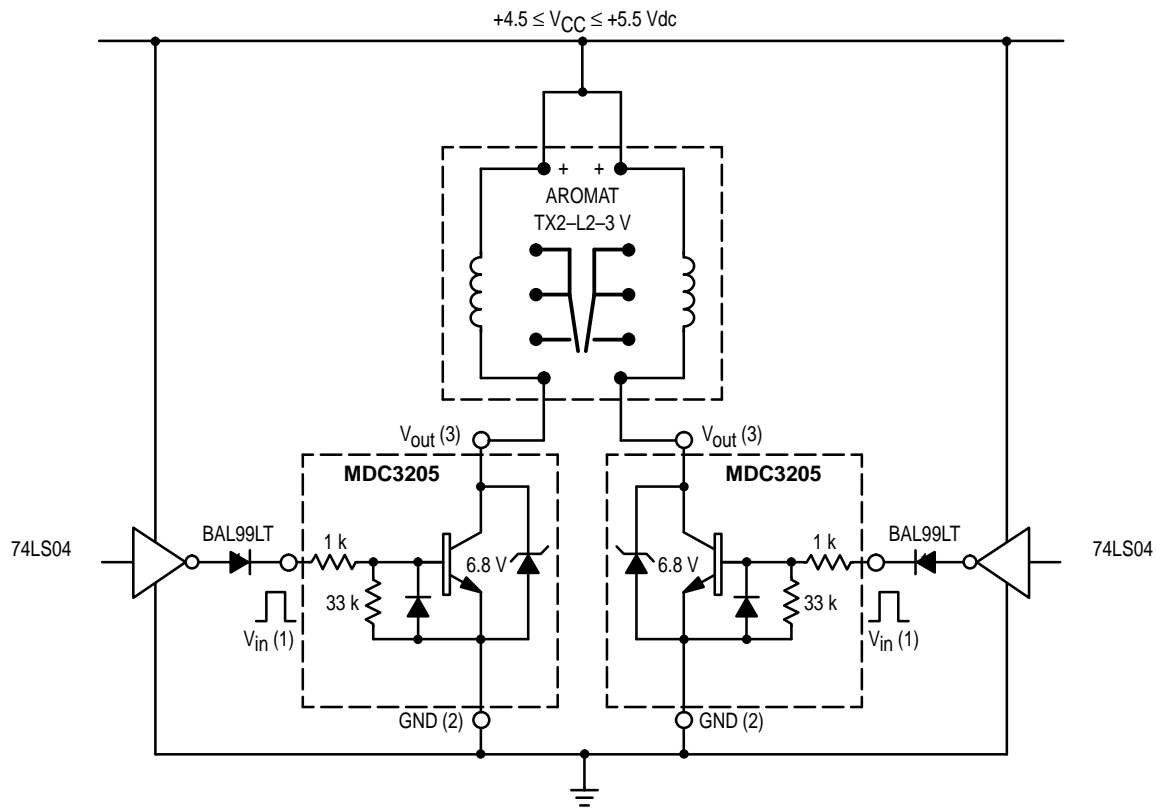 +4.5 ≤ VCC ≤ +5.5 Vdc
+ +
AROMAT
TX2–L2–3 V
Vout (3)
Vout (3)
MDC3205
MDC3205
74LS04
BAL99LT
1 k
6.8 V
33 k
Vin (1)
6.8 V
1 k
33 k
BAL99LT
74LS04
Vin (1)
GND (2)
GND (2)